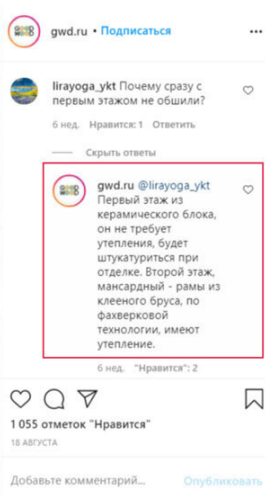 gwd.ru • Подписаться
lirayoga_ykt Почему сразу с
первым этажом не обшили?
6 нед. Нравится: 1 Ответить
Скрыть ответы
gwd.ru @lirayoga_ykt
Первый этаж из
керамического блока,
он не требует
утепления, будет
штукатуриться при
отделке. Второй этаж,
мансардный - рамы из
клееного бруса, по
фахверковой
технологии, имеют
утепление.
6 нед. "Нравится": 2
1 055 отметок "Нравится"
18 АВГУСТА
Добавьте комментарий...
Опубликовать